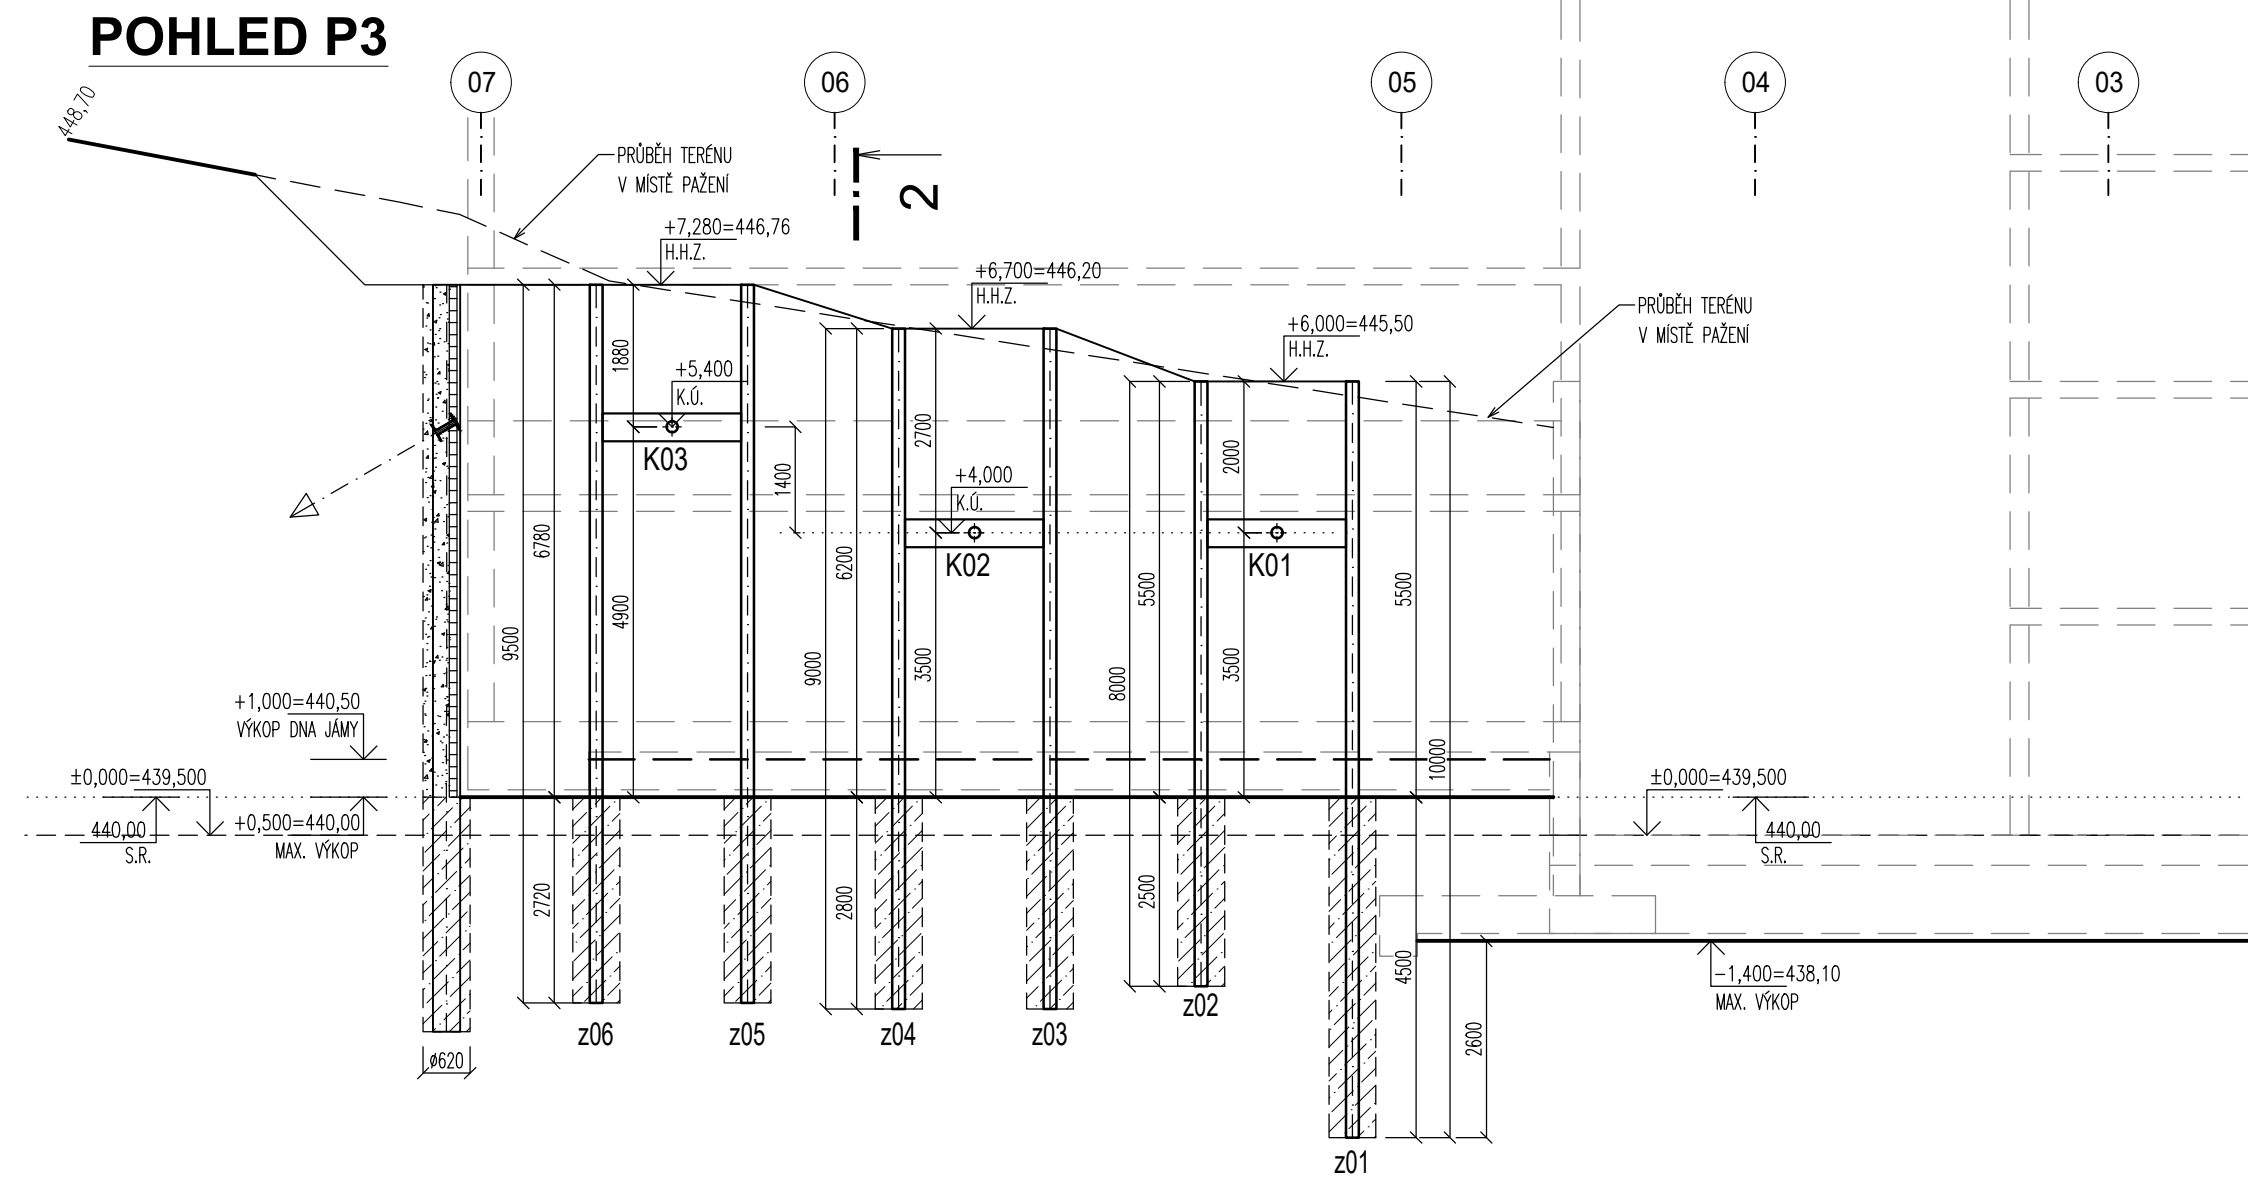 POHLED P3
07
06
05
04
03
448,70
PRŮBĚH TERÉNU
V MÍSTĚ PAŽENÍ
2
+7,280=446,76
H.H.Z.
+6,700=446,20
H.H.Z.
+6,000=445,50
H.H.Z.
PRŮBĚH TERÉNU
V MÍSTĚ PAŽENÍ
1880
+5,400
K.Ú.
K03
1400
2700
+4,000
K.Ú.
K02
2000
K01
6780
9500
4900
6200
9000
3500
5500
8000
3500
5500
10000
+1,000=440,50
VÝKOP DNA JÁMY
±0,000=439,500
440,00
S.R.
+0,500=440,00
MAX. VÝKOP
±0,000=439,500
440,00
S.R.
2720
2800
2500
4500
2600
-1,400=438,10
MAX. VÝKOP
ø620
z06
z05
z04
z03
z02
z01